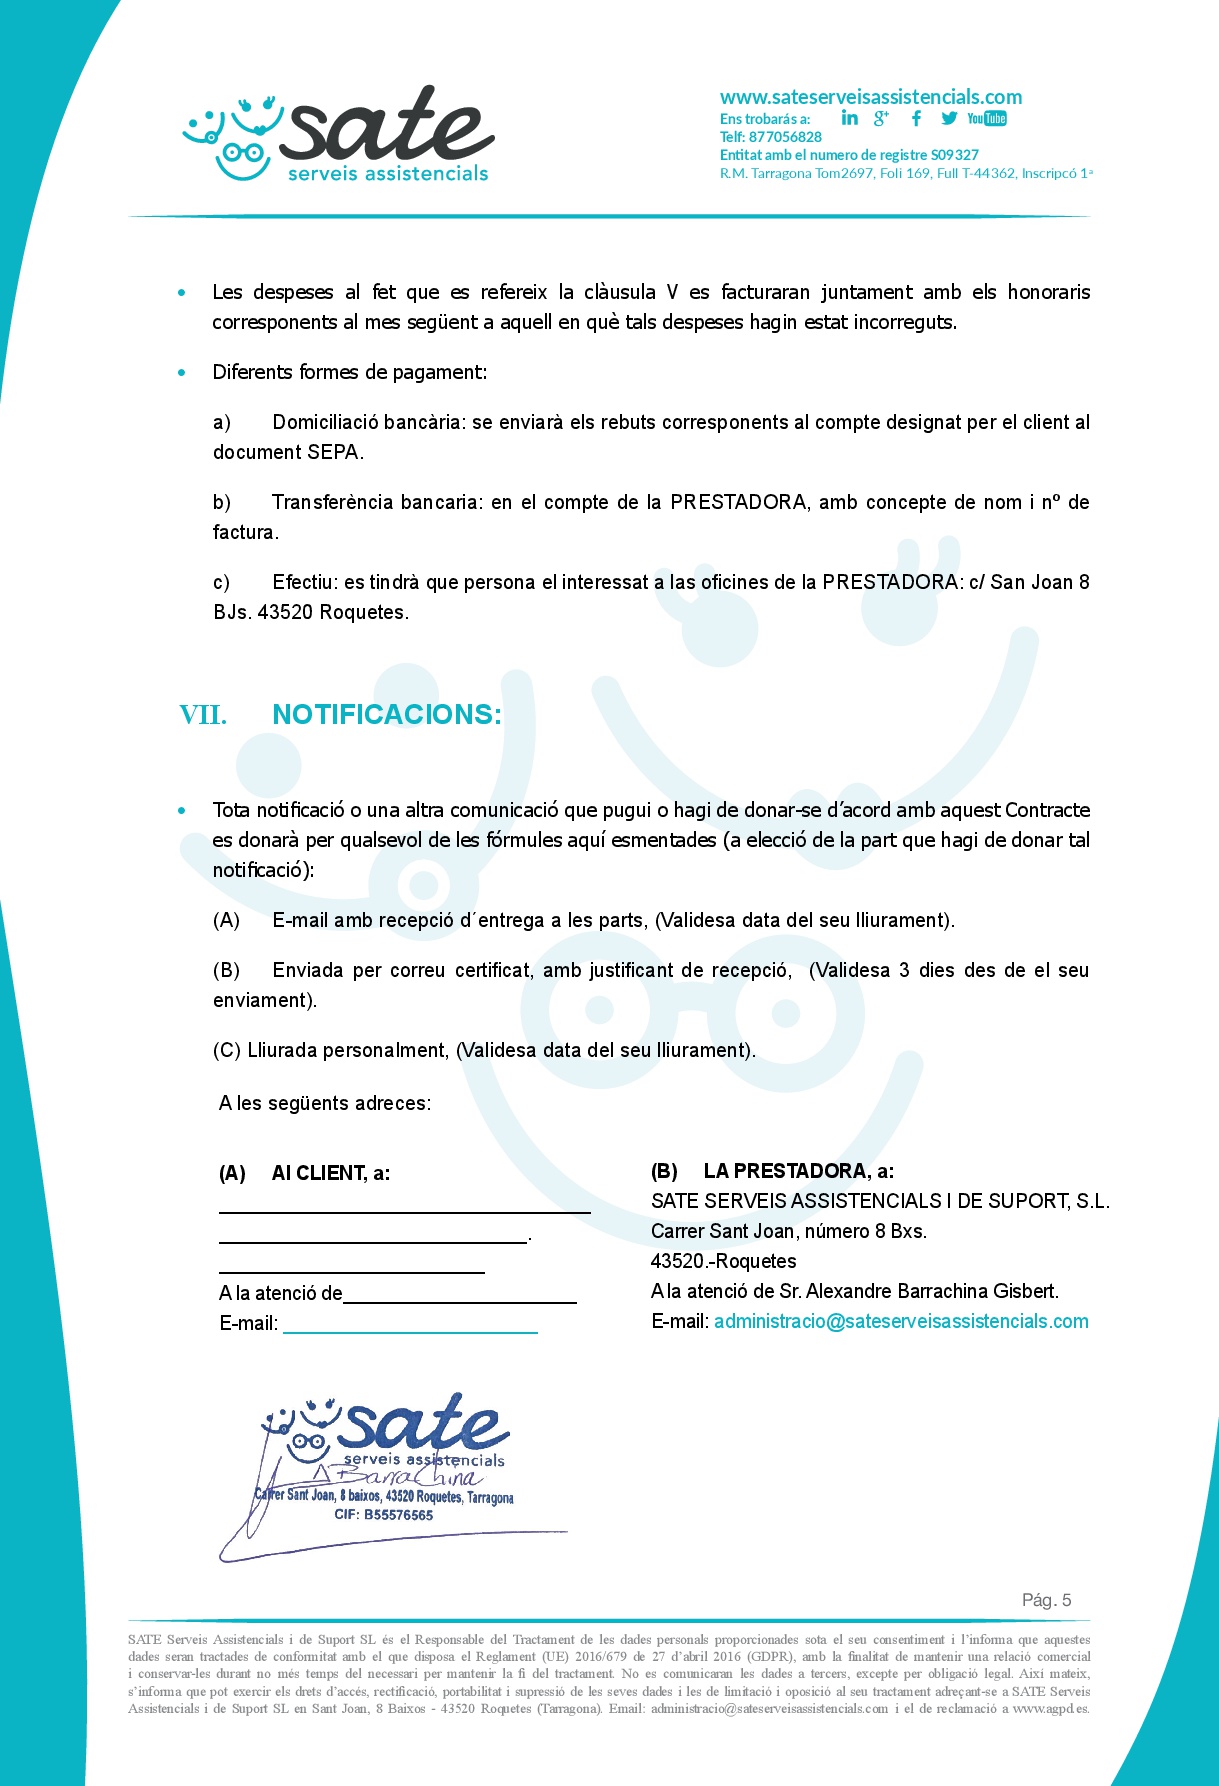 sate
serveis assistencials
www.sateserveisassistencials.com
Ens trobarás a: in g+ f You Tube
Telf: 877056828
Entitat amb el numero de registre S09327
R.M. Tarragona Tom2697, Foli 169, Full T-44362, Inscripcó 1ª
• Les despeses al fet que es refereix la clàusula V es facturaran juntament amb els honoraris
corresponents al mes següent a aquell en què tals despeses hagin estat incorreguts.
• Diferents formes de pagament:
a) Domiciliació bancària: se enviarà els rebuts corresponents al compte designat per el client al
document SEPA.
b) Transferència bancaria: en el compte de la PRESTADORA, amb concepte de nom i nº de
factura.
c) Efectiu: es tindrà que persona el interessat a las oficines de la PRESTADORA: c/ San Joan 8
BJs. 43520 Roquetes.
VII. NOTIFICACIONS:
• Tota notificació o una altra comunicació que pugui o hagi de donar-se d’acord amb aquest Contracte
es donarà per qualsevol de les fórmules aquí esmentades (a elecció de la part que hagi de donar tal
notificació):
(A) E-mail amb recepció d´entrega a les parts, (Validesa data del seu lliurament).
(B) Enviada per correu certificat, amb justificant de recepció, (Validesa 3 dies des de el seu
enviament).
(C) Lliurada personalment, (Validesa data del seu lliurament).
A les següents adreces:
(A) Al CLIENT, a:
.
A la atenció de
E-mail:
(B) LA PRESTADORA, a:
SATE SERVEIS ASSISTENCIALS I DE SUPORT, S.L.
Carrer Sant Joan, número 8 Bxs.
43520.-Roquetes
A la atenció de Sr. Alexandre Barrachina Gisbert.
E-mail: administracio@sateserveisassistencials.com
sate
serveis assistencials
A Barrachina
Carrer Sant Joan, 8 baixos, 43520 Roquetes, Tarragona
CIF: B55576565
Pág. 5
SATE Serveis Assistencials i de Suport SL és el Responsable del Tractament de les dades personals proporcionades sota el seu consentiment i l’informa que aquestes
dades seran tractades de conformitat amb el que disposa el Reglament (UE) 2016/679 de 27 d’abril 2016 (GDPR), amb la finalitat de mantenir una relació comercial
i conservar-les durant no més temps del necessari per mantenir la fi del tractament. No es comunicaran les dades a tercers, excepte per obligació legal. Així mateix,
s’informa que pot exercir els drets d’accés, rectificació, portabilitat i supressió de les seves dades i les de limitació i oposició al seu tractament adreçant-se a SATE Serveis
Assistencials i de Suport SL en Sant Joan, 8 Baixos - 43520 Roquetes (Tarragona). Email: administracio@sateserveisassistencials.com i el de reclamació a www.agpd.es.